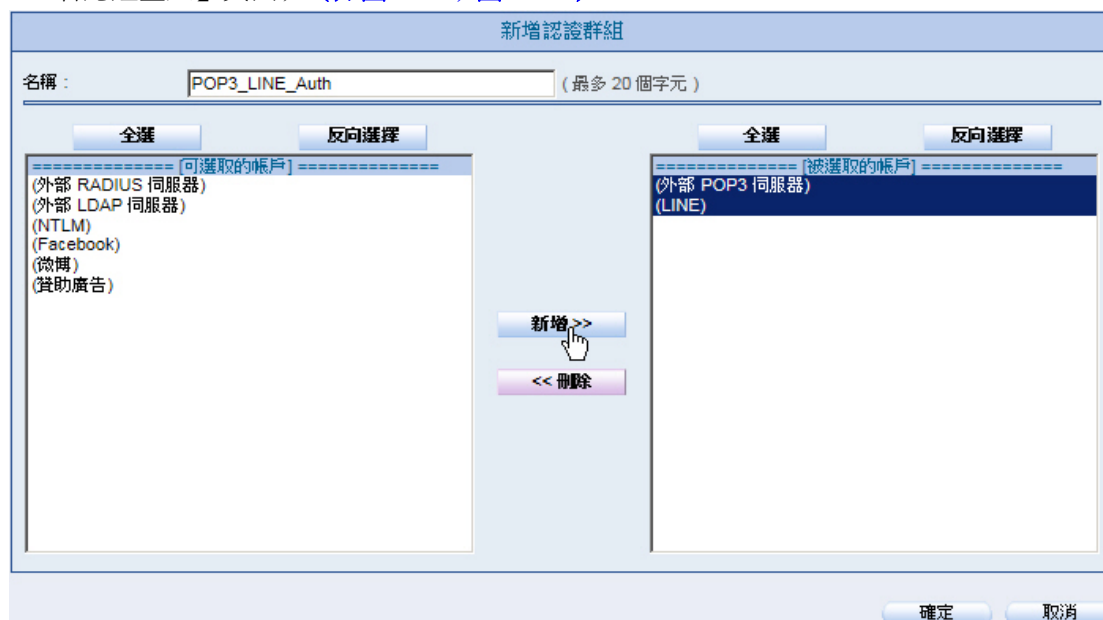 新增認證群組
名稱： POP3_LINE_Auth （最多 20 個字元）
全選 反向選擇 全選 反向選擇
============== [可選取的帳戶] ==============
(外部 RADIUS 伺服器)
(外部 LDAP 伺服器)
(NTLM)
(Facebook)
(微博)
(贊助廣告)
============== [被選取的帳戶] ==============
(外部 POP3 伺服器)
(LINE)
新增 >>
<< 刪除
確定 取消